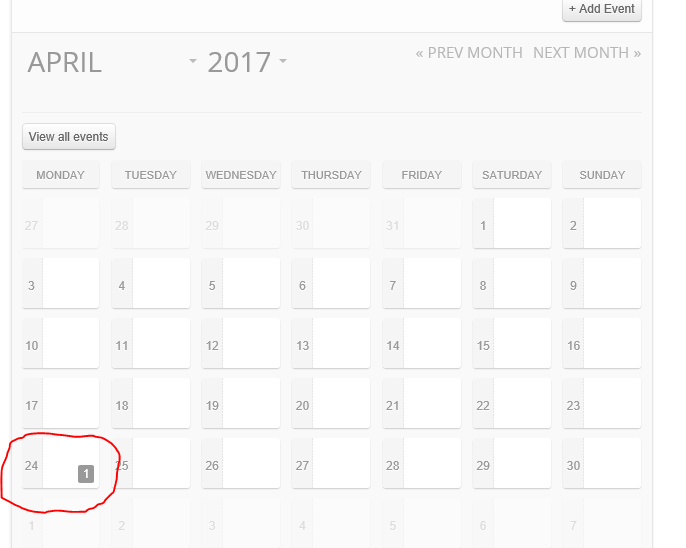 + Add Event
APRIL 2017 « PREV MONTH NEXT MONTH »
View all events
MONDAY TUESDAY WEDNESDAY THURSDAY FRIDAY SATURDAY SUNDAY
27 28 29 30 31 1 2
3 4 5 6 7 8 9
10 11 12 13 14 15 16
17 18 19 20 21 22 23
24 1 25 26 27 28 29 30
1 2 3 4 5 6 7